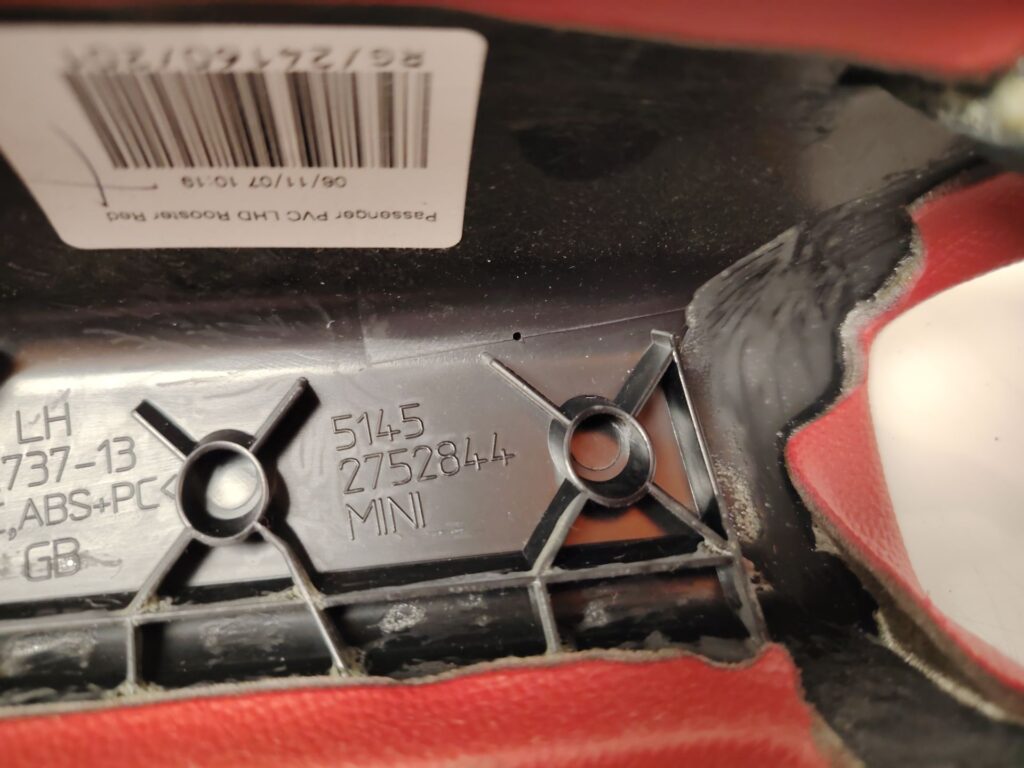 Passenger PVC LHD Rooster Red
06/11/07 10:19
LH
737-13
ABS+PC<
GB
5145
2752844
MINI